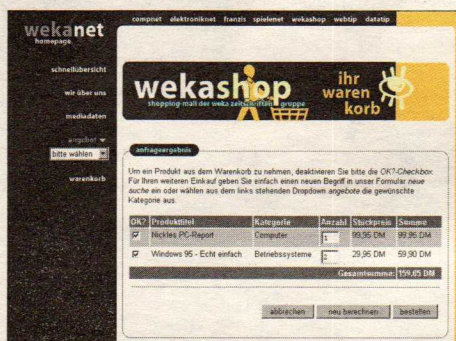 compnet elektroniknet franzis spielenet wekashop webtip datatip
wekanet
homepage
schnellübersicht
wir über uns
mediadaten
angebot
bitte wählen
warenkorb
wekashop
shopping-mall der weka zeitschriften gruppe
ihr
waren
korb
anfrageergebnis
Um ein Produkt aus dem Warenkorb zu nehmen, deaktivieren Sie bitte die OK?-Checkbox.
Für Ihren weiteren Einkauf geben Sie einfach einen neuen Begriff in unser Formular neue
suche ein oder wählen aus dem links stehenden Dropdown angebote die gewünschte
Kategorie aus.
OK? Produkttitel Kategorie Anzahl Stückpreis Summe
Nickles PC-Report Computer 1 99,95 DM 99,95 DM
Windows 95 - Echt einfach Betriebssysteme 2 29,95 DM 59,90 DM
Gesamtsumme: 159,85 DM
abbrechen neu berechnen bestellen